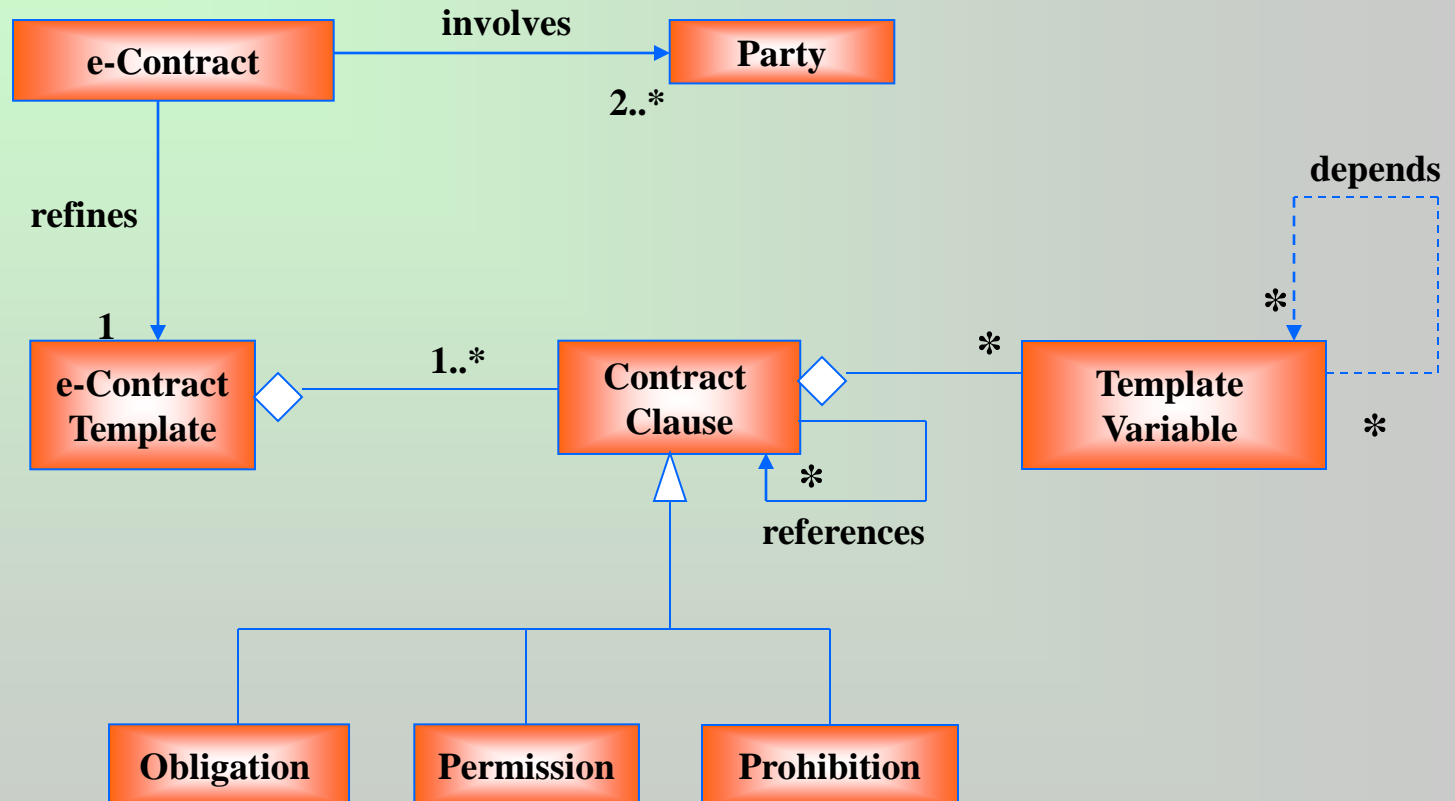 involves
e-Contract
Party
2..*
depends
refines
*
1
*
1..*
e-Contract
Template
Contract
Clause
Template
Variable
*
*
references
Obligation
Permission
Prohibition